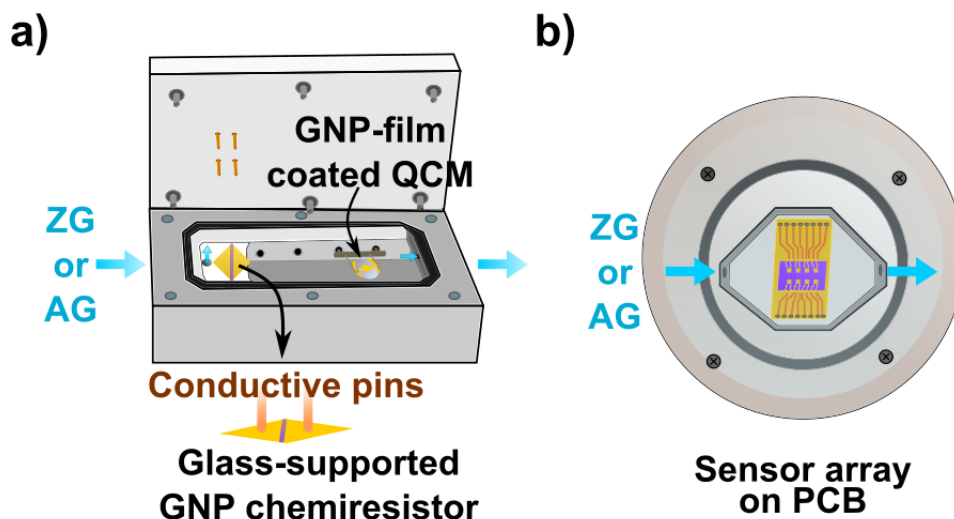 a)
GNP-film
coated QCM
ZG
or
AG
Conductive pins
Glass-supported
GNP chemiresistor
b)
ZG
or
AG
Sensor array
on PCB